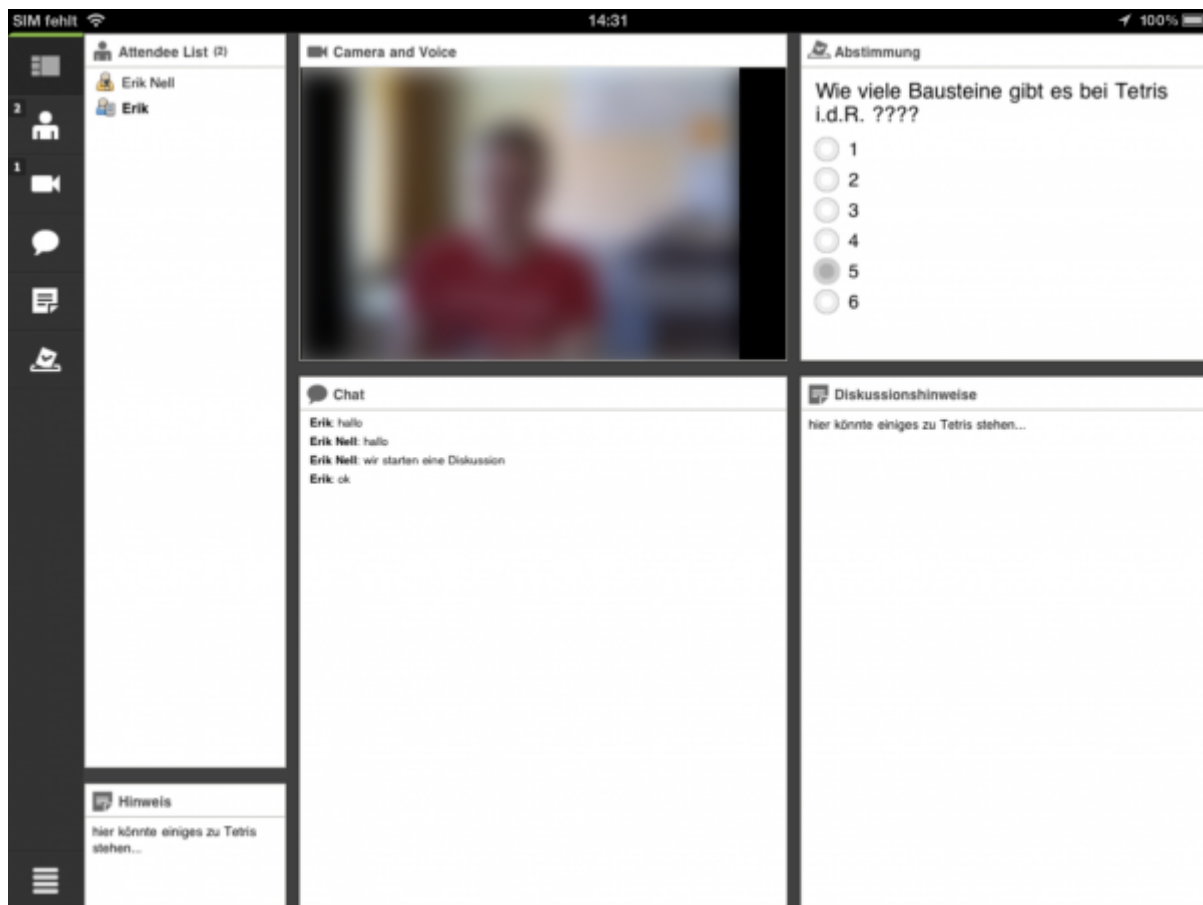 SIM fehlt
14:31
100%
2
1
Attendee List (2)
Erik Nell
Erik
Camera and Voice
Abstimmung
Wie viele Bausteine gibt es bei Tetris
i.d.R. ????
1
2
3
4
5
6
Chat
Erik: hallo
Erik Nell: hallo
Erik Nell: wir starten eine Diskussion
Erik: ok
Diskussionshinweise
hier könnte einiges zu Tetris stehen...
Hinweis
hier könnte einiges zu Tetris
stehen...